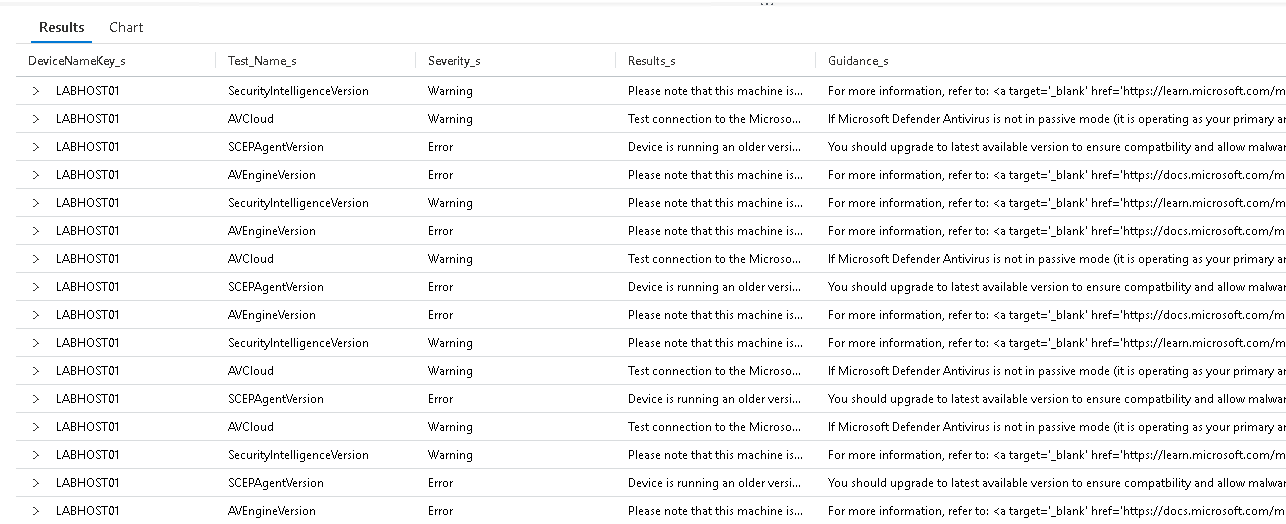 Results Chart
DeviceNameKey_s Test_Name_s Severity_s Results_s Guidance_s
LABHOST01 SecurityIntelligenceVersion Warning Please note that this machine is... For more information, refer to: <a target='_blank' href='https://learn.microsoft.com/m
LABHOST01 AVCloud Warning Test connection to the Microso... If Microsoft Defender Antivirus is not in passive mode (it is operating as your primary an
LABHOST01 SCEPAgentVersion Error Device is running an older versi... You should upgrade to latest available version to ensure compatbility and allow malwar
LABHOST01 AVEngineVersion Error Please note that this machine is... For more information, refer to: <a target='_blank' href='https://docs.microsoft.com/m
LABHOST01 SecurityIntelligenceVersion Warning Please note that this machine is... For more information, refer to: <a target='_blank' href='https://learn.microsoft.com/m
LABHOST01 AVEngineVersion Error Please note that this machine is... For more information, refer to: <a target='_blank' href='https://docs.microsoft.com/m
LABHOST01 AVCloud Warning Test connection to the Microso... If Microsoft Defender Antivirus is not in passive mode (it is operating as your primary an
LABHOST01 SCEPAgentVersion Error Device is running an older versi... You should upgrade to latest available version to ensure compatbility and allow malwar
LABHOST01 AVEngineVersion Error Please note that this machine is... For more information, refer to: <a target='_blank' href='https://docs.microsoft.com/m
LABHOST01 SecurityIntelligenceVersion Warning Please note that this machine is... For more information, refer to: <a target='_blank' href='https://learn.microsoft.com/m
LABHOST01 AVCloud Warning Test connection to the Microso... If Microsoft Defender Antivirus is not in passive mode (it is operating as your primary an
LABHOST01 SCEPAgentVersion Error Device is running an older versi... You should upgrade to latest available version to ensure compatbility and allow malwar
LABHOST01 AVCloud Warning Test connection to the Microso... If Microsoft Defender Antivirus is not in passive mode (it is operating as your primary an
LABHOST01 SecurityIntelligenceVersion Warning Please note that this machine is... For more information, refer to: <a target='_blank' href='https://learn.microsoft.com/m
LABHOST01 SCEPAgentVersion Error Device is running an older versi... You should upgrade to latest available version to ensure compatbility and allow malwar
LABHOST01 AVEngineVersion Error Please note that this machine is... For more information, refer to: <a target='_blank' href='https://docs.microsoft.com/m